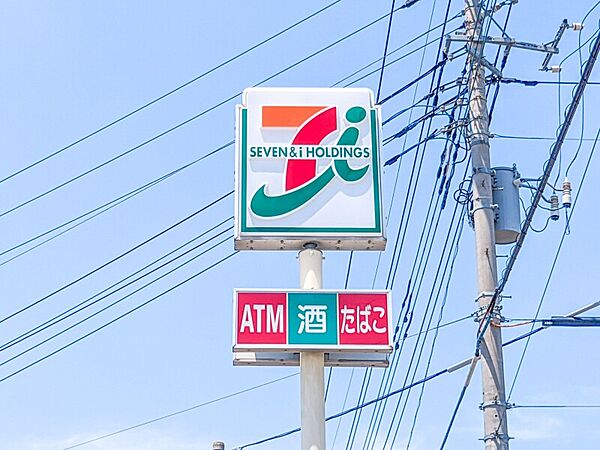 SEVEN & i HOLDINGS
ATM 酒 たばこ